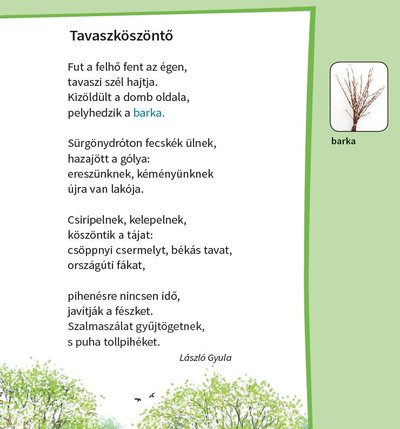 Tavaszköszöntő
Fut a felhő fent az égen,
tavaszi szél hajtja.
Kizöldült a domb oldala,
pelyhedzik a barka.
Sürgönydróton fecskék ülnek,
hazajött a gólya:
ereszünknek, kéményünknek
újra van lakója.
Csiripelnek, kelepelnek,
köszöntik a tájat:
csöppnyi csermelyt, békás tavat,
országúti fákat,
pihenésre nincsen idő,
javítják a fészket.
Szalmaszálat gyűjtögetnek,
s puha tollpihéket.
László Gyula
barka